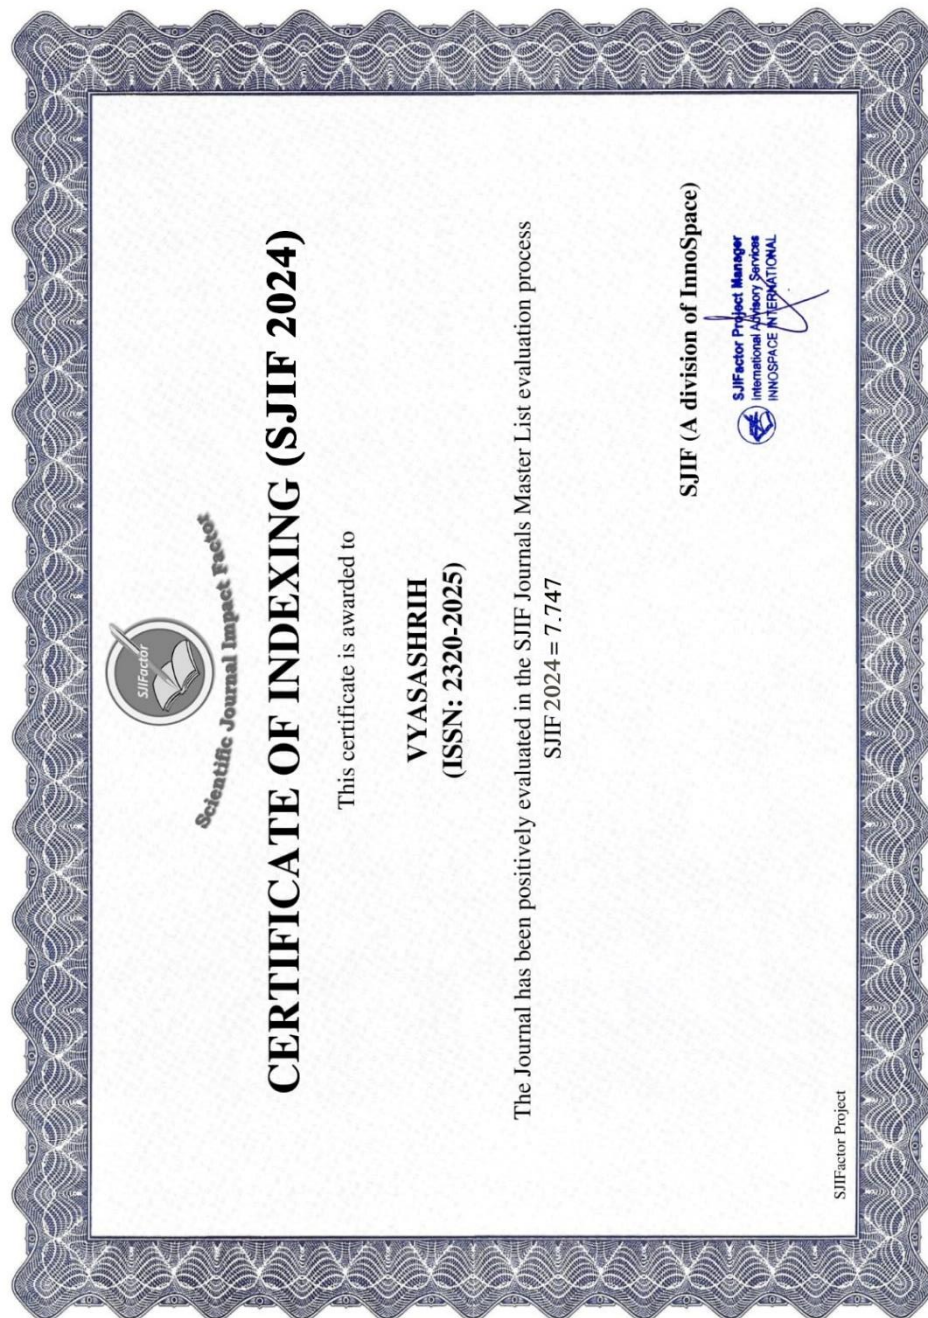 SJIFactor
Scientific Journal Impact Factor
CERTIFICATE OF INDEXING (SJIF 2024)
This certificate is awarded to
VYASASHRIH
(ISSN: 2320-2025)
The Journal has been positively evaluated in the SJIF Journals Master List evaluation process
SJIF 2024 = 7.747
SJIF (A division of InnoSpace)
SJIFactor Project Manager
International Advisory Services
INNOSPACE INTERNATIONAL
SJIFactor Project